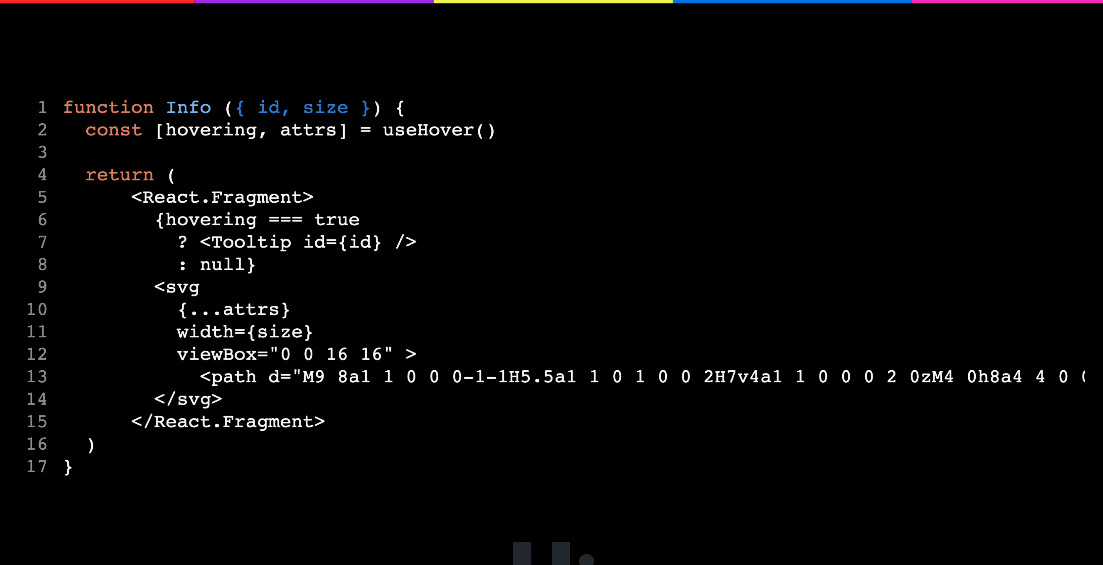 1 function Info ({ id, size }) {
2   const [hovering, attrs] = useHover()
3
4   return (
5       <React.Fragment>
6         {hovering === true
7           ? <Tooltip id={id} />
8           : null}
9         <svg
10           {...attrs}
11           width={size}
12           viewBox="0 0 16 16" >
13             <path d="M9 8a1 1 0 0 0-1-1H5.5a1 1 0 1 0 0 2H7v4a1 1 0 0 0 2 0zM4 0h8a4 4 0
14         </svg>
15       </React.Fragment>
16   )
17 }